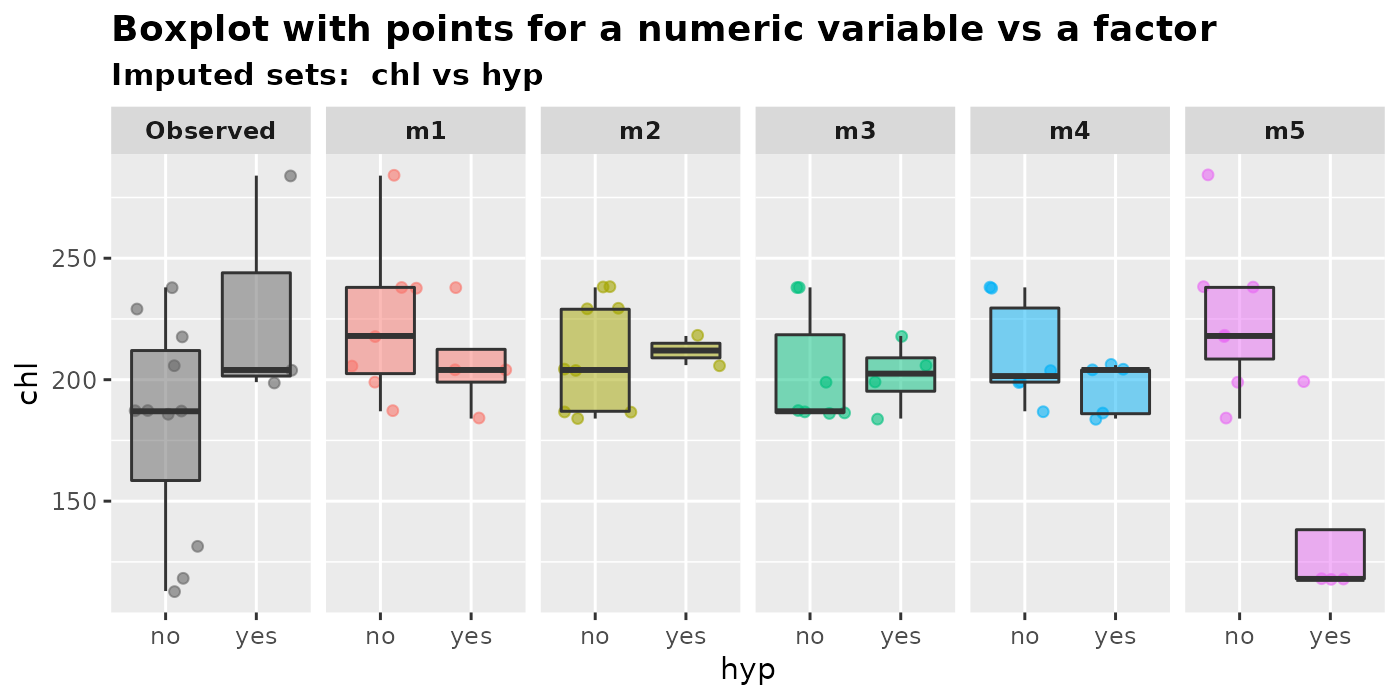 Boxplot with points for a numeric variable vs a factor
Imputed sets:  chl vs hyp
Observed m1 m2 m3 m4 m5
chl
250
200
150
no yes no yes no yes no yes no yes no yes
hyp